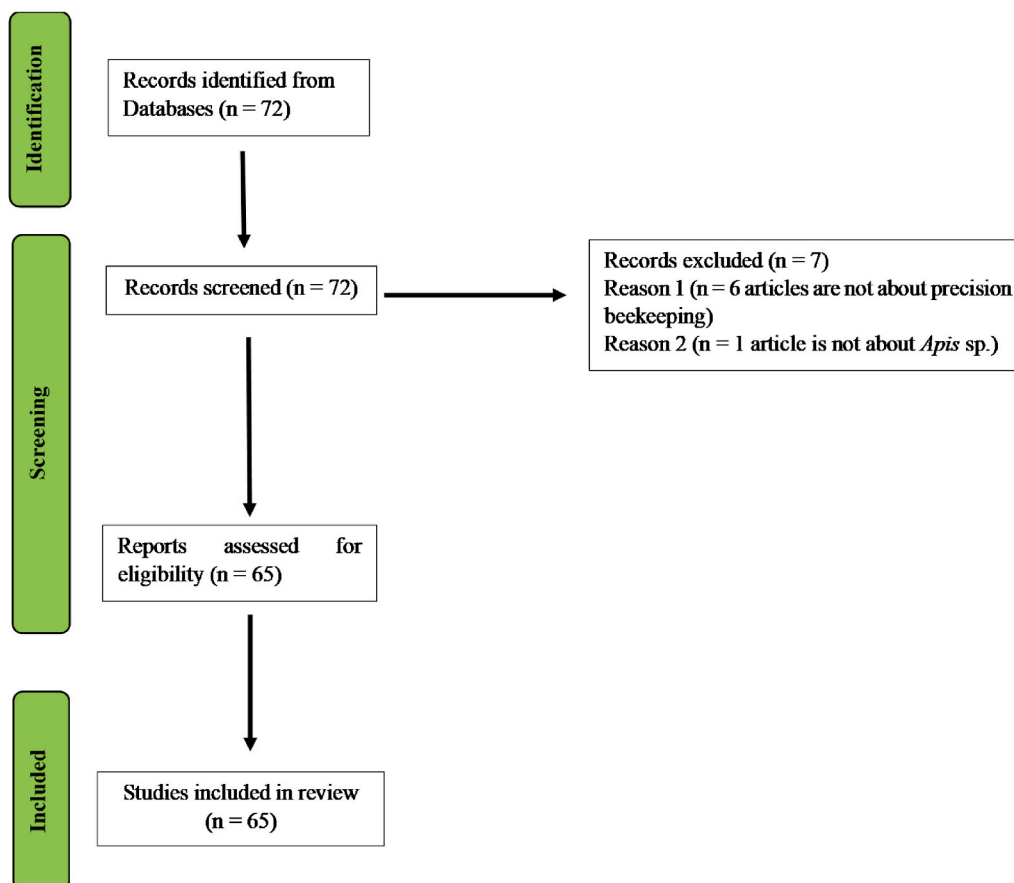 Identification
Records identified from
Databases (n = 72)
Screening
Records screened (n = 72)
Records excluded (n = 7)
Reason 1 (n = 6 articles are not about precision
beekeeping)
Reason 2 (n = 1 article is not about Apis sp.)
Reports assessed for
eligibility (n = 65)
Included
Studies included in review
(n = 65)